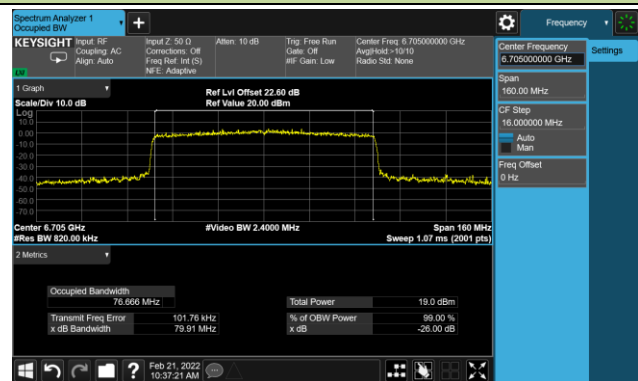 Spectrum Analyzer 1
Occupied BW
+
Frequency
KEYSIGHT
Input: RF
Coupling: AC
Align: Auto
Input Z: 50 Ω
Corrections: Off
Freq Ref: Int (S)
NFE: Adaptive
Atten: 10 dB
Trig: Free Run
Gate: Off
#IF Gain: Low
Center Freq: 6.705000000 GHz
Avg|Hold:>10/10
Radio Std: None
LU
Center Frequency
6.705000000 GHz
Settings
Span
160.00 MHz
CF Step
16.000000 MHz
Auto
Man
Freq Offset
0 Hz
1 Graph
Scale/Div 10.0 dB
Ref Lvl Offset 22.60 dB
Ref Value 20.00 dBm
Log
10.0
0.00
-10.0
-20.0
-30.0
-40.0
-50.0
-60.0
-70.0
Center 6.705 GHz
#Res BW 820.00 kHz
#Video BW 2.4000 MHz
Span 160 MHz
Sweep 1.07 ms (2001 pts)
2 Metrics
Occupied Bandwidth
76.666 MHz
Total Power 19.0 dBm
Transmit Freq Error 101.76 kHz
% of OBW Power 99.00 %
x dB Bandwidth 79.91 MHz
x dB -26.00 dB
?
Feb 21, 2022
10:37:21 AM